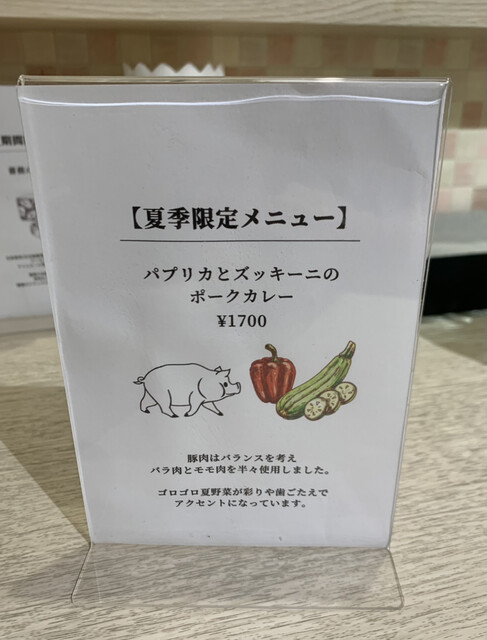 【夏季限定メニュー】
パプリカとズッキーニの
ポークカレー
¥1700
豚肉はバランスを考え
バラ肉とモモ肉を半々使用しました。
ゴロゴロ夏野菜が彩りや歯ごたえで
アクセントになっています。